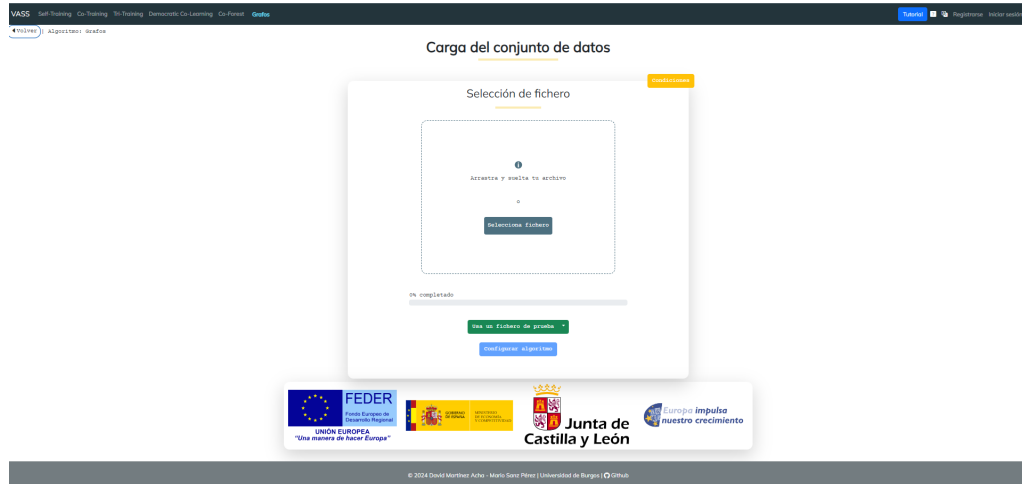 VASS Self-Training Co-Training Tri-Training Democratic Co-Learning Co-Forest Grafos Tutorial Registrarse Iniciar sesión
Volver | Algoritmo: Grafos
Carga del conjunto de datos
Condiciones
Selección de fichero
Arrastra y suelta tu archivo
o
Selecciona fichero
0% completado
Usa un fichero de prueba
Configurar algoritmo
FEDER
Fondo Europeo de
Desarrollo Regional
UNIÓN EUROPEA
"Una manera de hacer Europa"
GOBIERNO
DE ESPAÑA
MINISTERIO
DE ECONOMÍA
Y COMPETITIVIDAD
Junta de
Castilla y León
Europa impulsa
nuestro crecimiento
© 2024 David Martínez Acha - Mario Sanz Pérez | Universidad de Burgos | Github